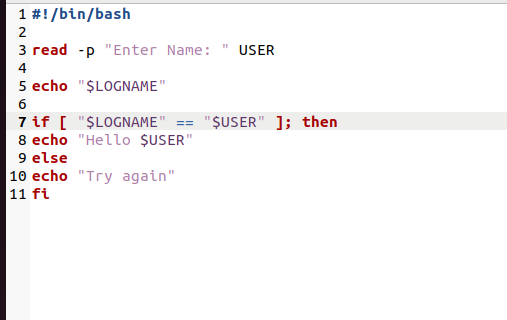 1 #!/bin/bash
2
3 read -p "Enter Name: " USER
4
5 echo "$LOGNAME"
6
7 if [ "$LOGNAME" == "$USER" ]; then
8 echo "Hello $USER"
9 else
10 echo "Try again"
11 fi